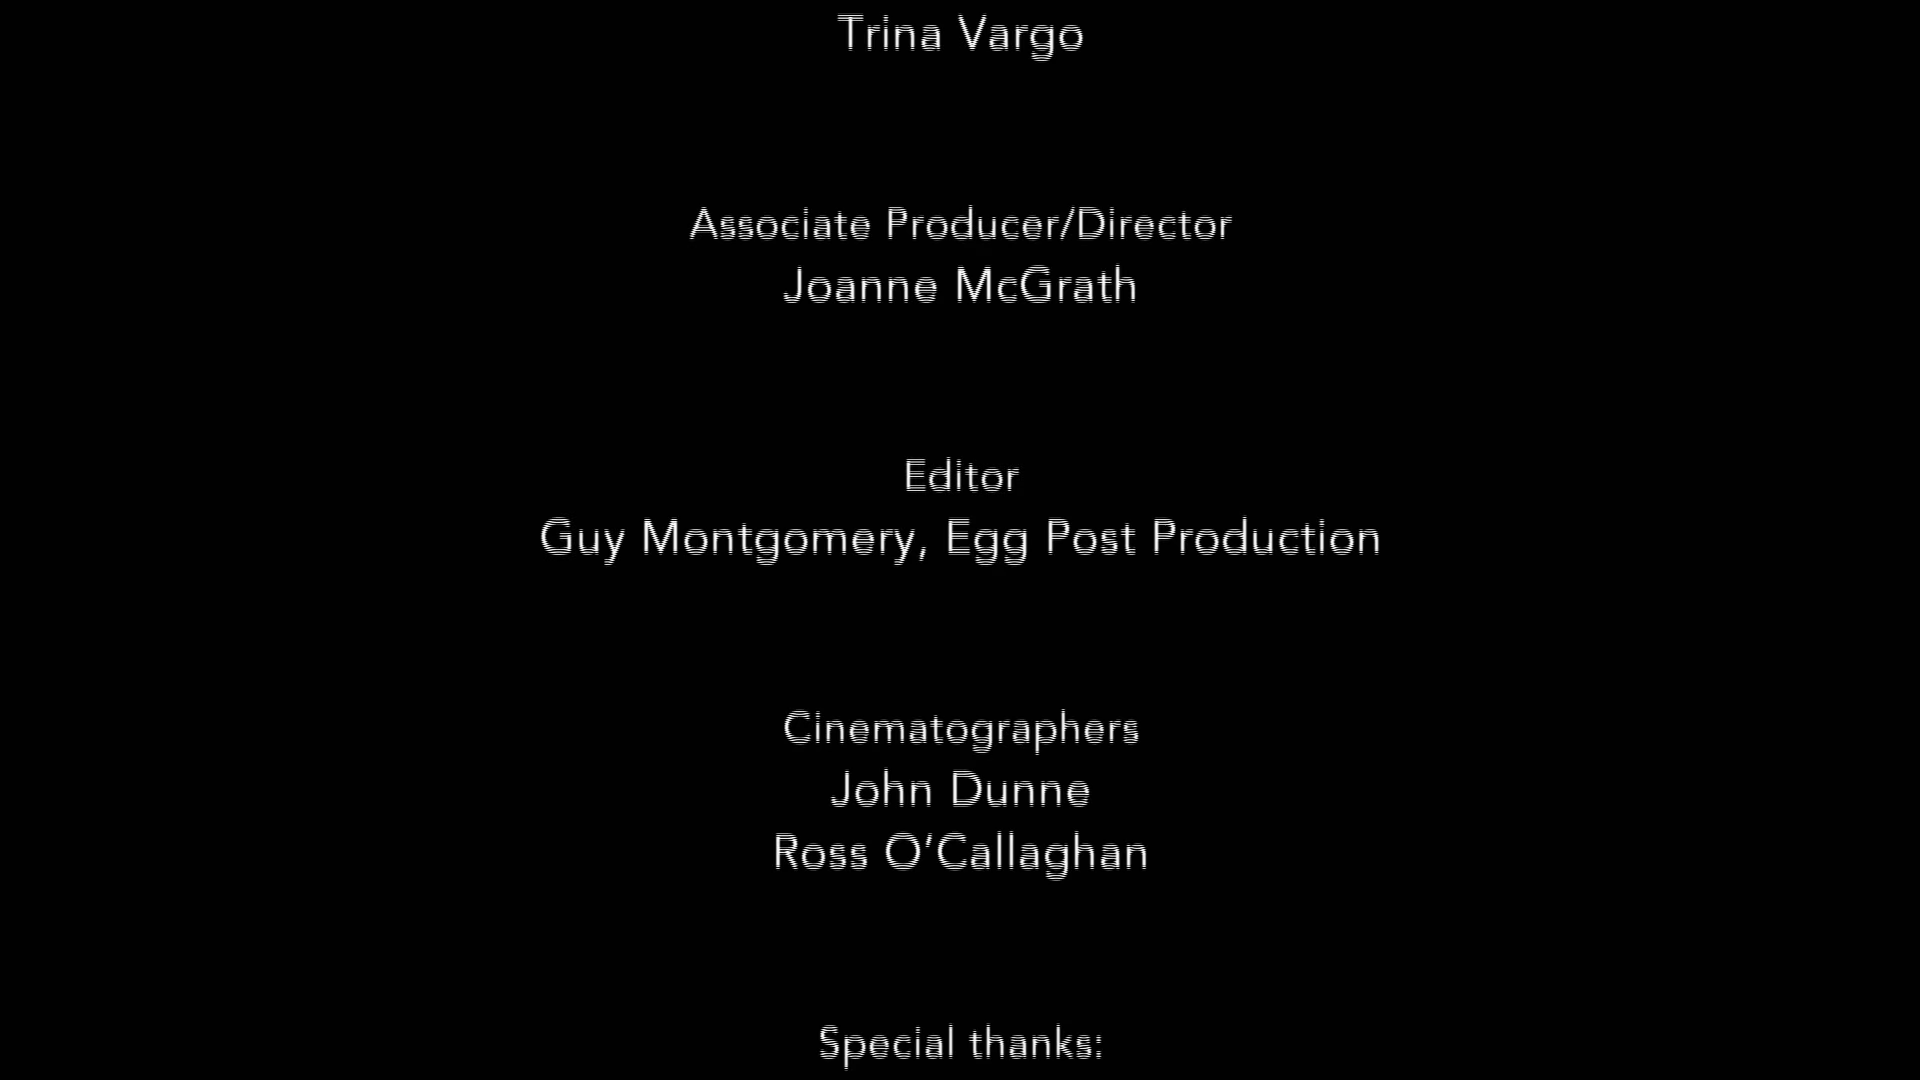 Trina Vargo
Associate Producer/Director
Joanne McGrath
Editor
Guy Montgomery, Egg Post Production
Cinematographers
John Dunne
Ross O’Callaghan
Special thanks: